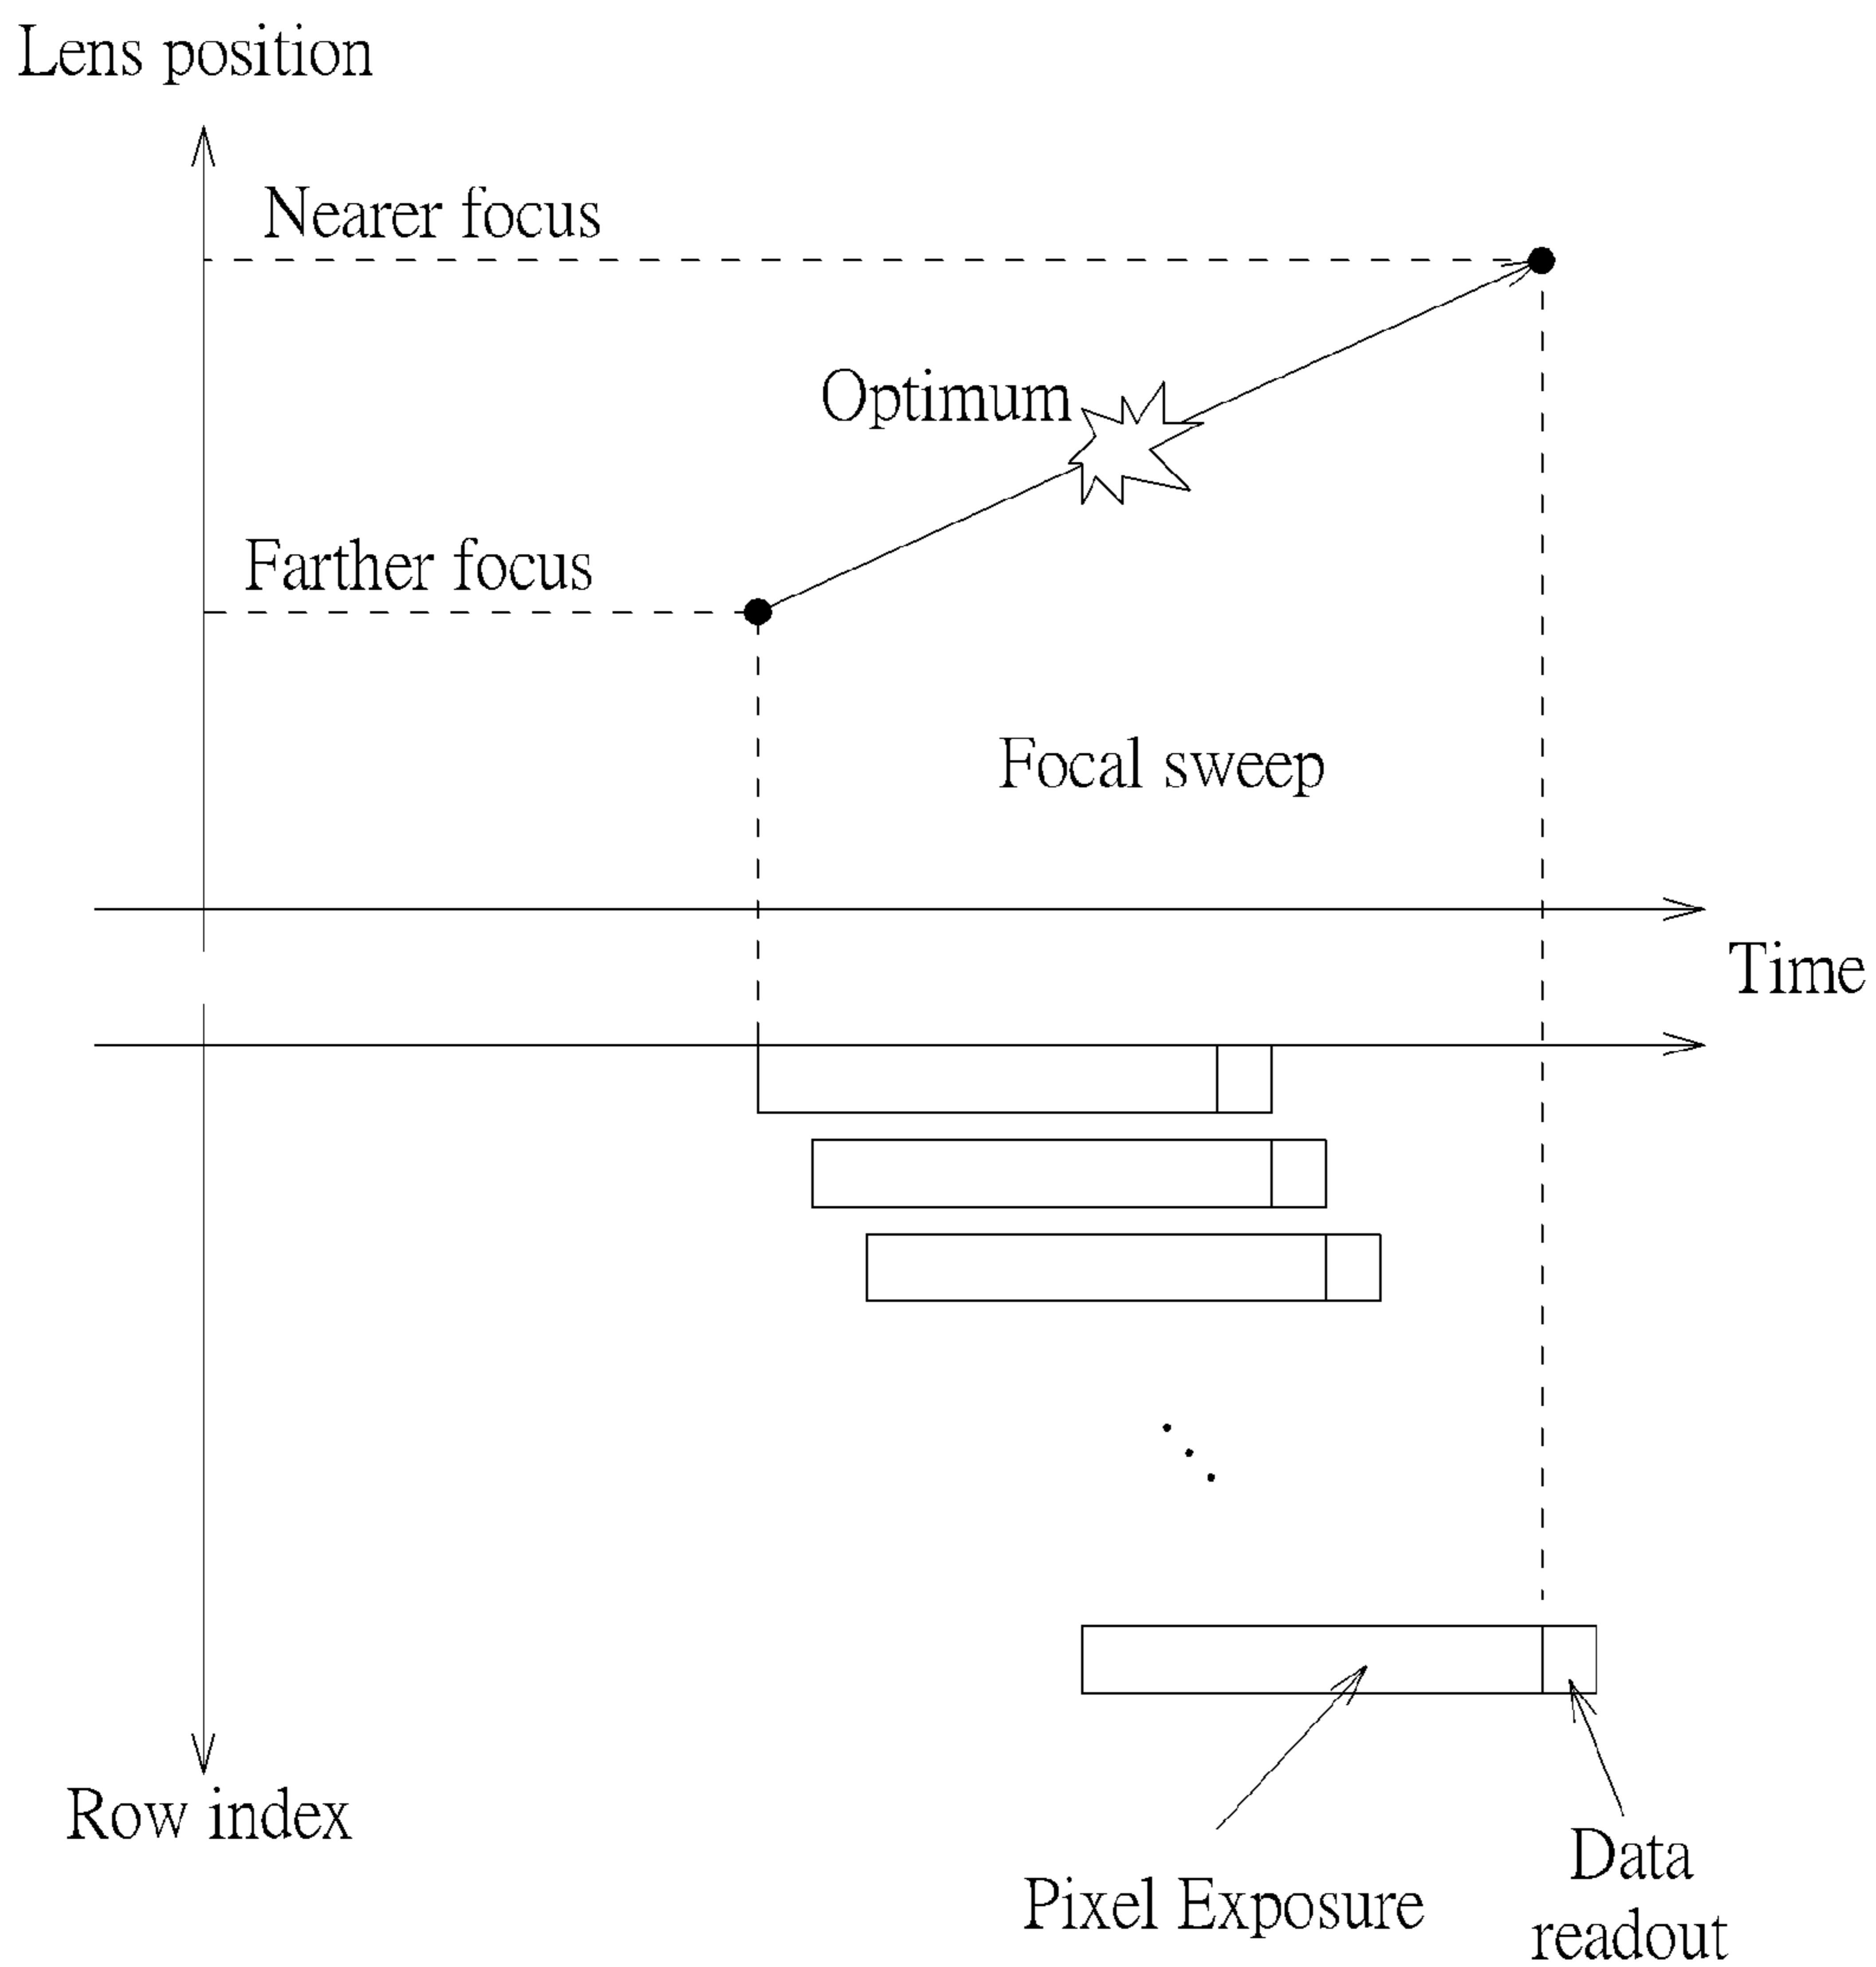 Lens position
Nearer focus
Optimum
Farther focus
Focal sweep
Time
Row index
Pixel Exposure
Data
readout